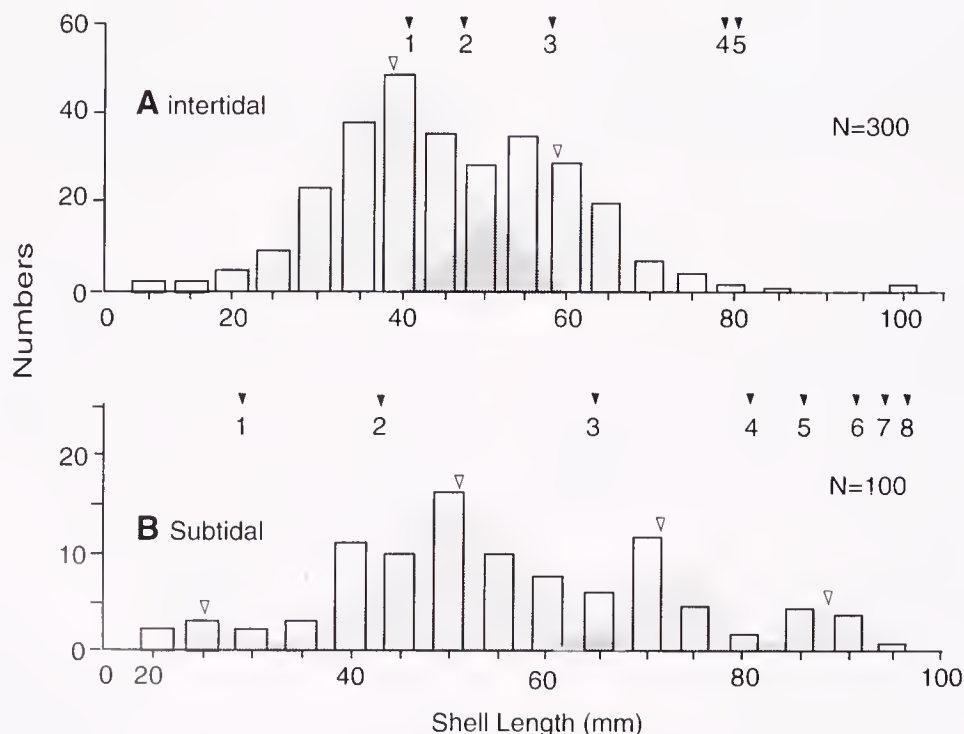 60
1 2 3 4 5
A intertidal
40
N=300
20
0
0 20 40 60 80 100
Numbers
1 2 3 4 5 6 7 8
20
N=100
B Subtidal
10
0
0 20 40 60 80 100
Shell Length (mm)